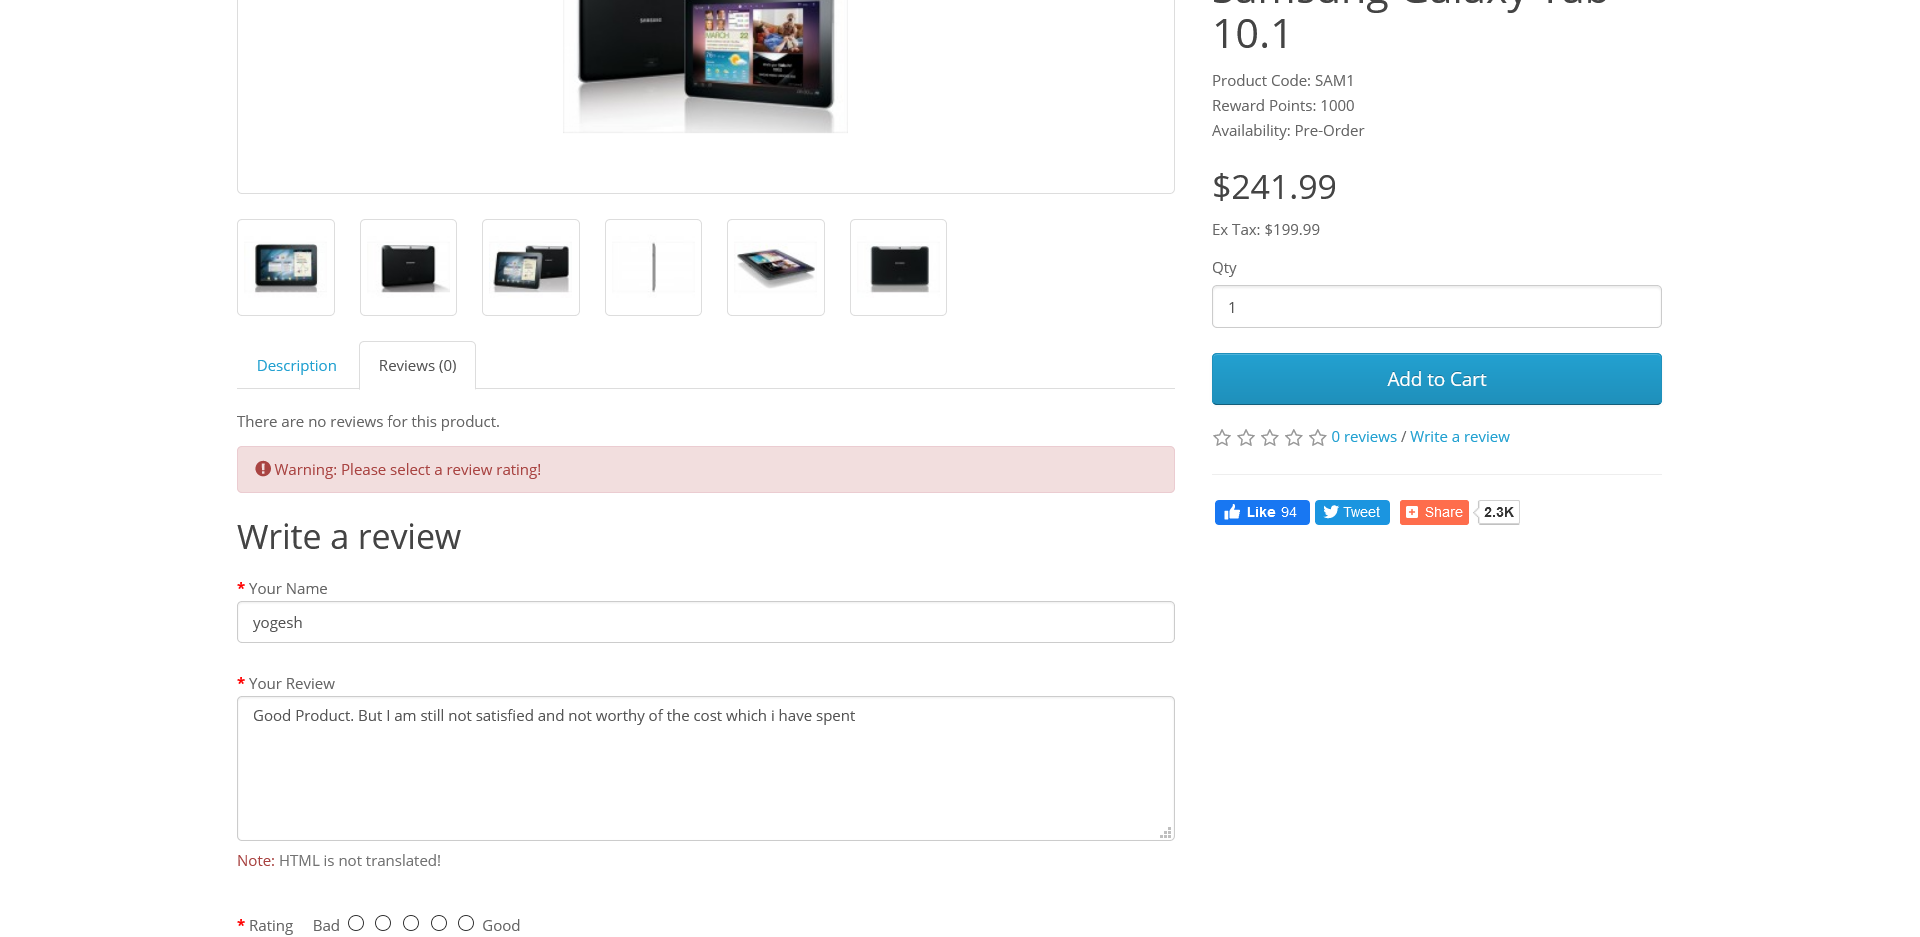 10.1
Product Code: SAM1
Reward Points: 1000
Availability: Pre-Order
$241.99
Ex Tax: $199.99
Qty
1
Add to Cart
0 reviews / Write a review
Like 94
Tweet
Share
2.3K
SAMSUNG
MARCH 22
Description
Reviews (0)
There are no reviews for this product.
Warning: Please select a review rating!
Write a review
* Your Name
yogesh
* Your Review
Good Product. But I am still not satisfied and not worthy of the cost which i have spent
Note: HTML is not translated!
* Rating Bad Good